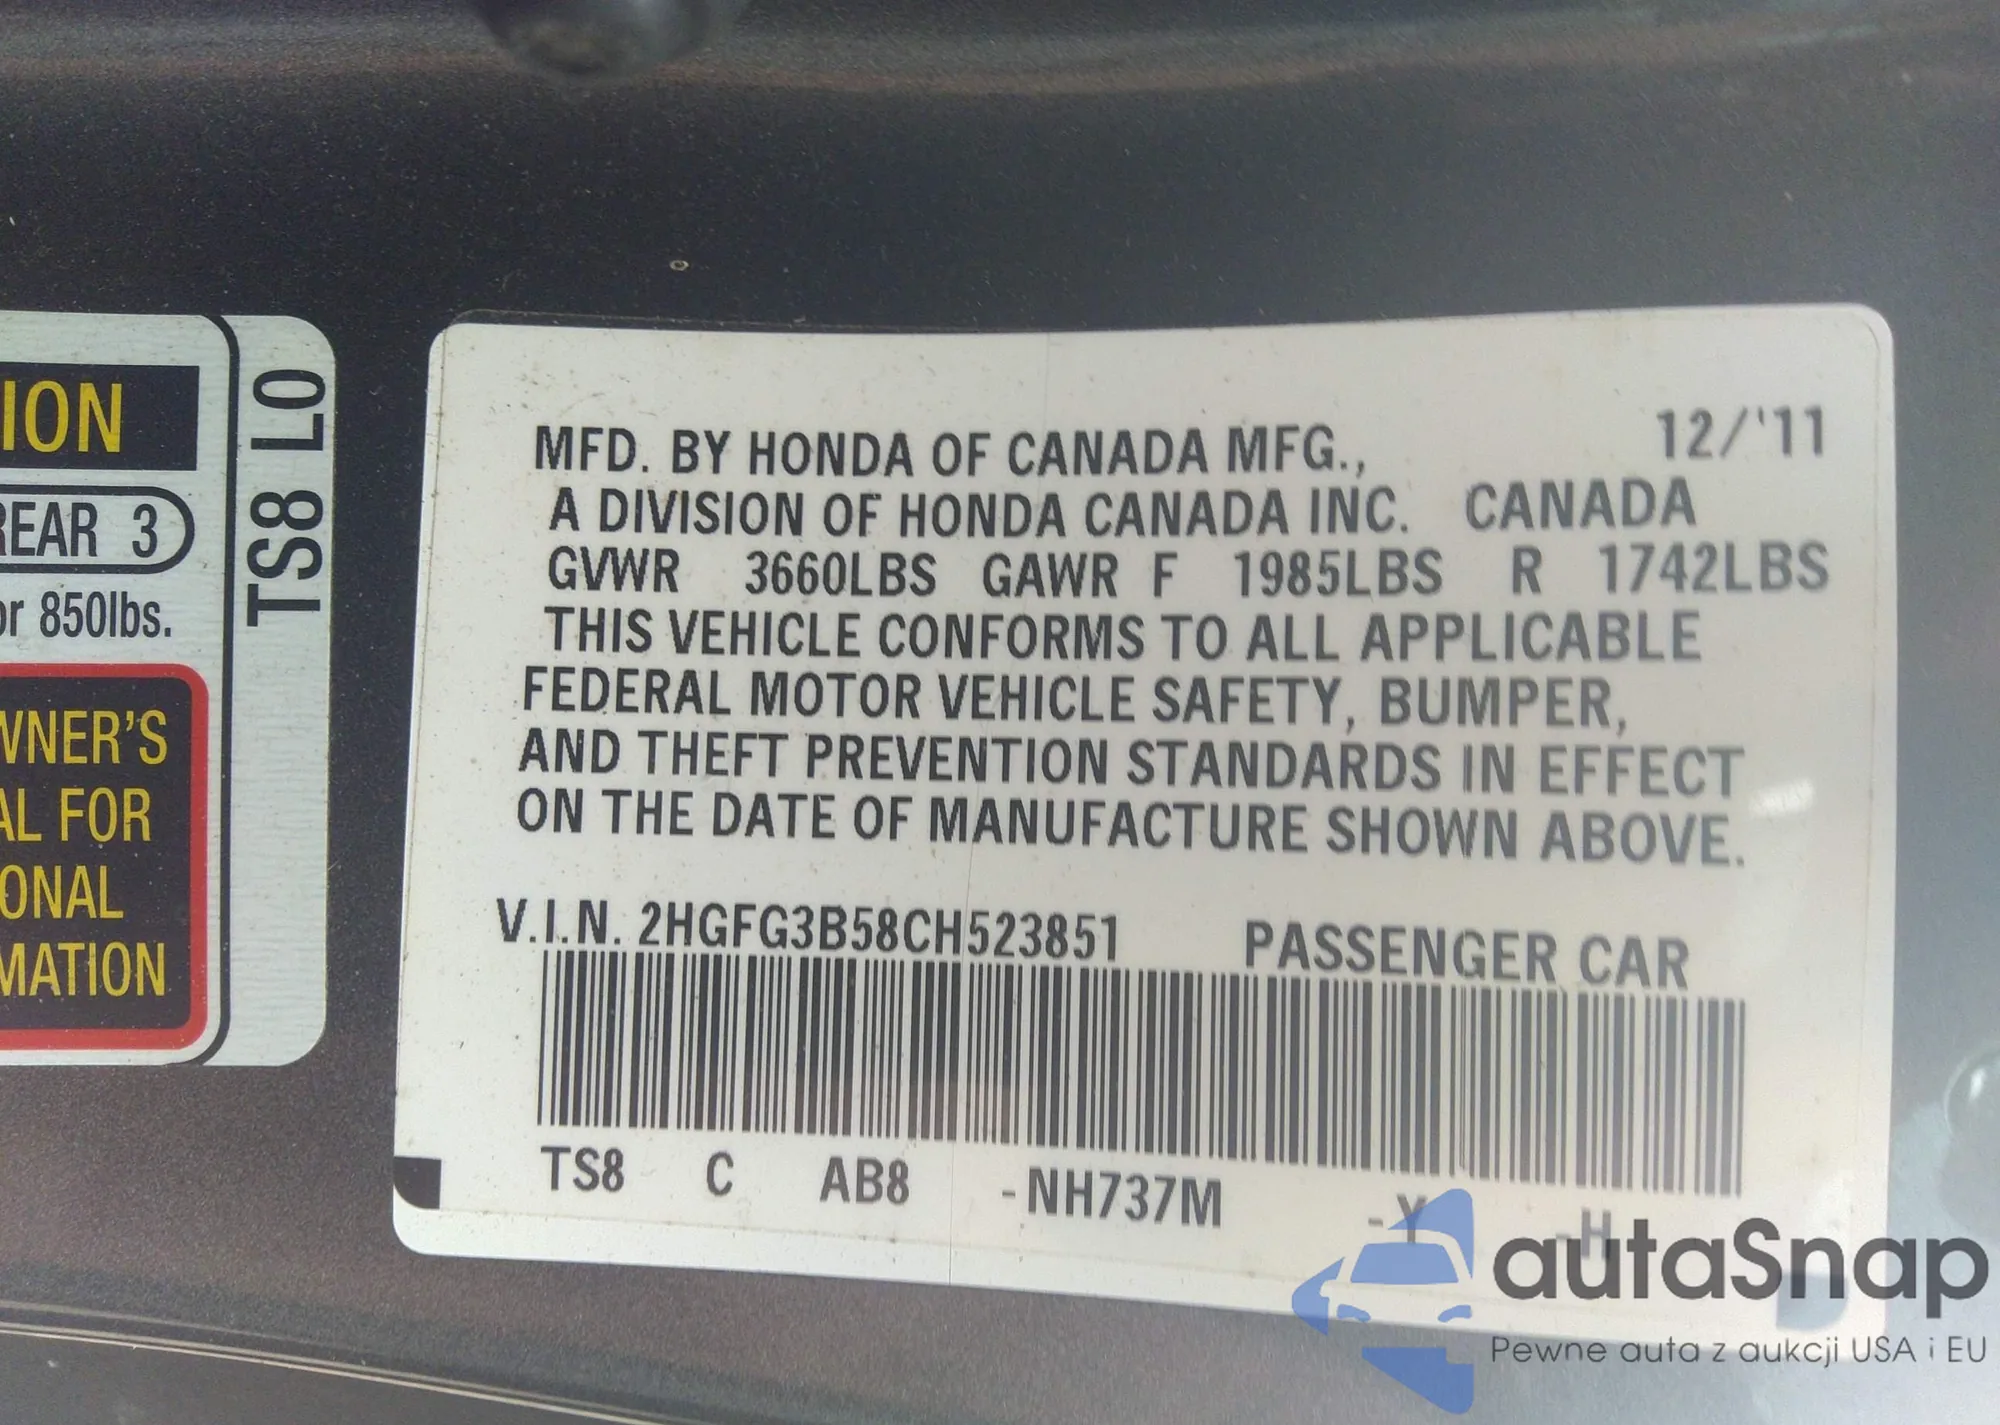 ION
REAR 3
or 850lbs.
WNER'S
AL FOR
ONAL
MATION
TS8 L0
12/'11
MFD. BY HONDA OF CANADA MFG.,
A DIVISION OF HONDA CANADA INC. CANADA
GVWR 3660LBS GAWR F 1985LBS R 1742LBS
THIS VEHICLE CONFORMS TO ALL APPLICABLE
FEDERAL MOTOR VEHICLE SAFETY, BUMPER,
AND THEFT PREVENTION STANDARDS IN EFFECT
ON THE DATE OF MANUFACTURE SHOWN ABOVE.
V.I.N. 2HGFG3B58CH523851 PASSENGER CAR
TS8 C AB8 -NH737M -Y -H
autaSnap
Pewne auta z aukcji USA i EU